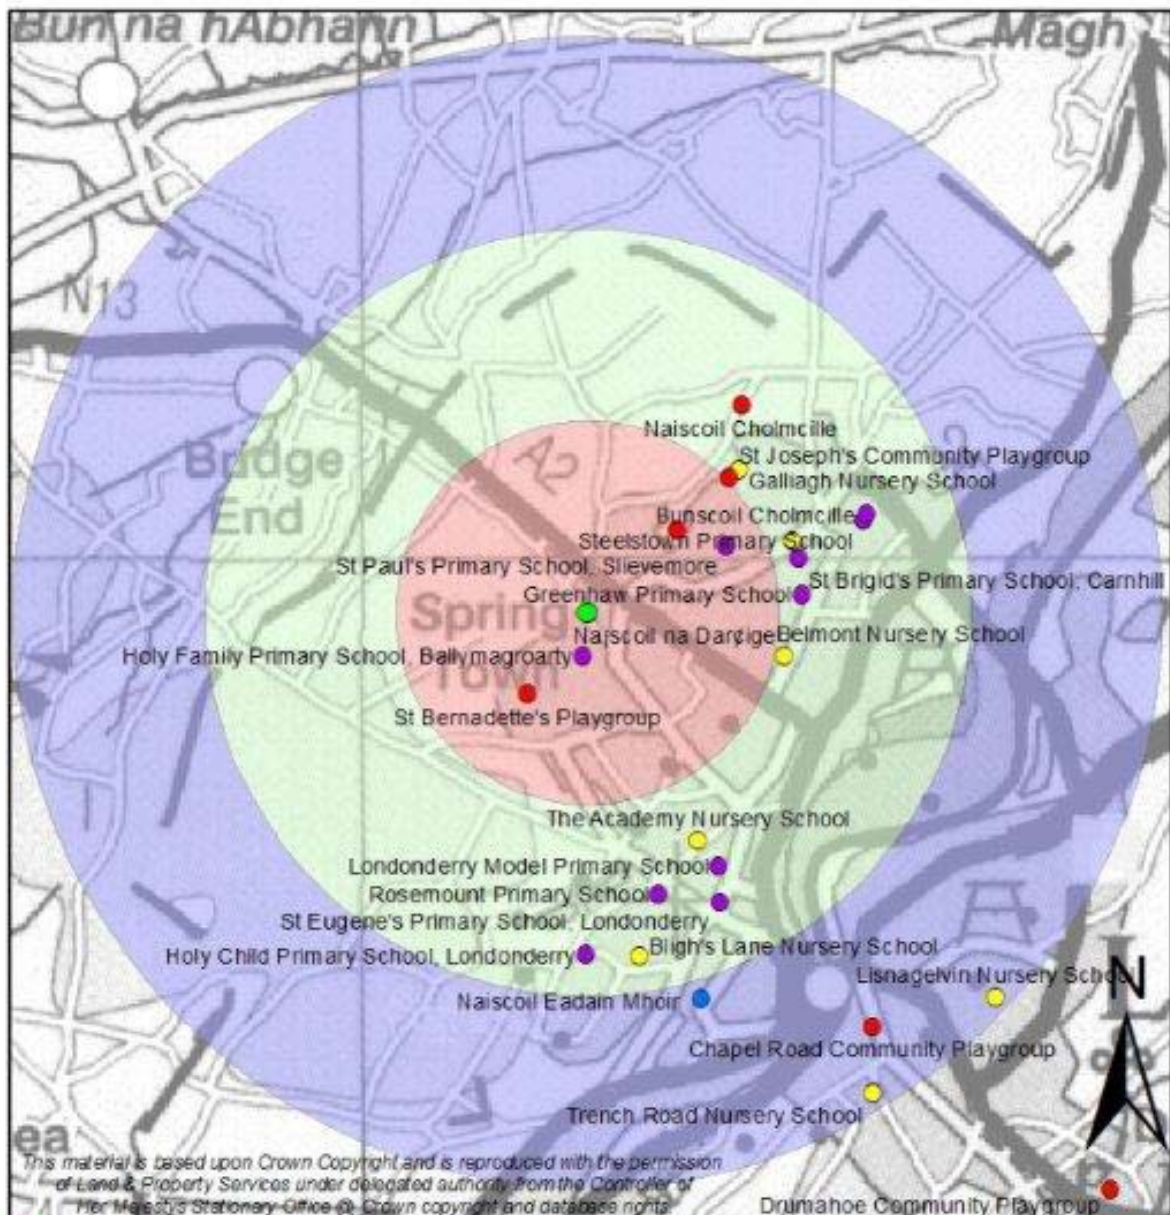 Bun na hAbhann
Magh
N13
A2
Naiscoil Cholmcille
St Joseph's Community Playgroup
Galliagh Nursery School
Bridge
End
Bunscoil Cholmcille
Steelstown Primary School
St Paul's Primary School, Slievemore
St Brigid's Primary School, Carnhill
Greenhaw Primary School
Spring
Town
Naiscoil na Daróige
Belmont Nursery School
Holy Family Primary School, Ballymagroarty
St Bernadette's Playgroup
The Academy Nursery School
Londonderry Model Primary School
Rosemount Primary School
St Eugene's Primary School, Londonderry
Holy Child Primary School, Londonderry
Bligh's Lane Nursery School
Lisnagelvin Nursery School
N
L
Naiscoil Eadain Mhoir
Chapel Road Community Playgroup
Trench Road Nursery School
ea
This material is based upon Crown Copyright and is reproduced with the permission
of Land & Property Services under delegated authority from the Controller of
Her Majesty's Stationery Office @ Crown copyright and database rights
Drumahoe Community Playgroup